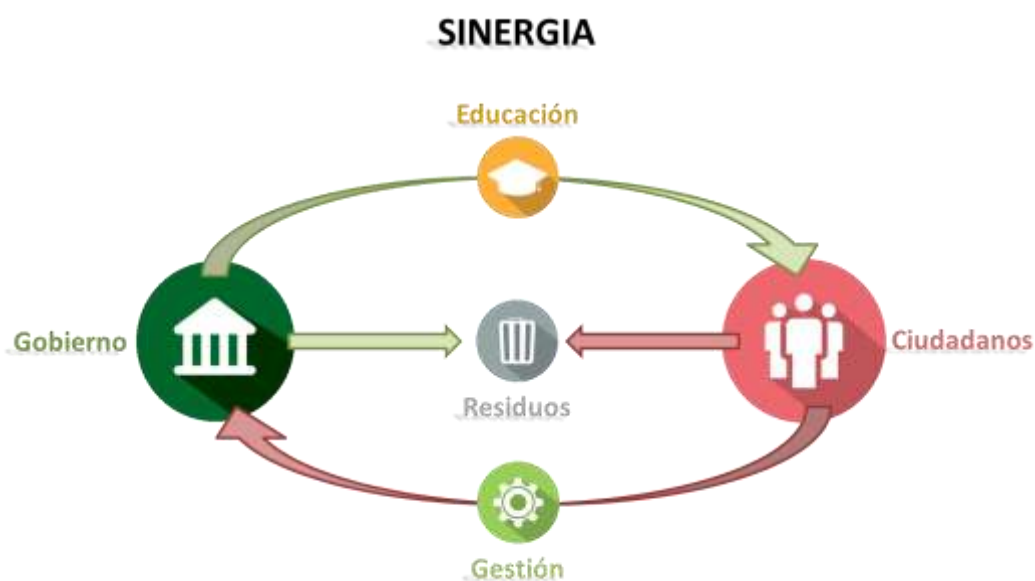 SINERGIA
Educación
Gobierno
Ciudadanos
Residuos
Gestión